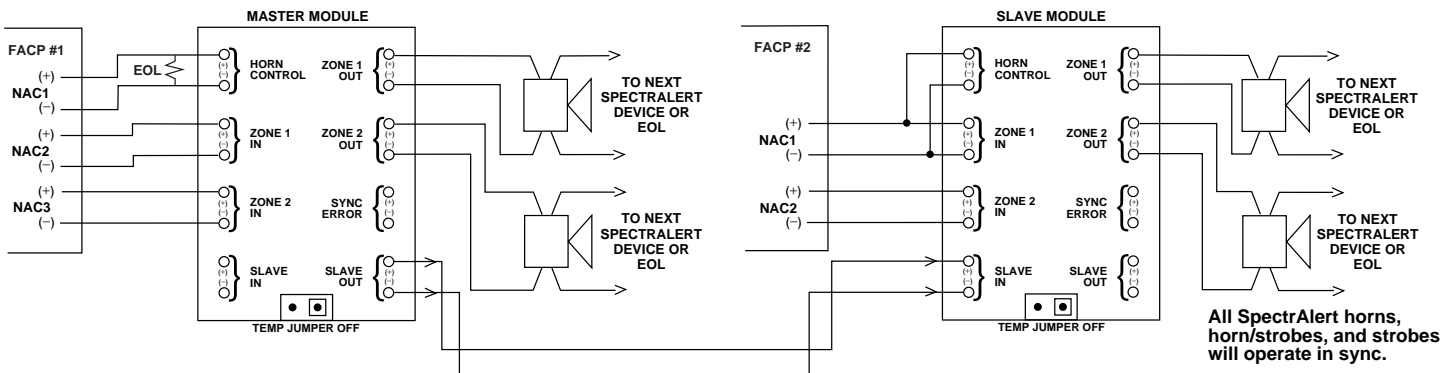 MASTER MODULE
FACP #1
(+)
NAC1
(−)
(+)
NAC2
(−)
(+)
NAC3
(−)
EOL
(+)
(−)
HORN
CONTROL
(+)
(−)
ZONE 1
IN
(+)
(−)
ZONE 2
IN
(+)
(−)
SLAVE
IN
ZONE 1
OUT
(+)
(−)
ZONE 2
OUT
(+)
(−)
SYNC
ERROR
(+)
(−)
SLAVE
OUT
(+)
(−)
TEMP JUMPER OFF
TO NEXT
SPECTRALERT
DEVICE OR
EOL
TO NEXT
SPECTRALERT
DEVICE OR
EOL
SLAVE MODULE
FACP #2
(+)
NAC1
(−)
(+)
NAC2
(−)
(+)
(−)
HORN
CONTROL
(+)
(−)
ZONE 1
IN
(+)
(−)
ZONE 2
IN
(+)
(−)
SLAVE
IN
ZONE 1
OUT
(+)
(−)
ZONE 2
OUT
(+)
(−)
SYNC
ERROR
(+)
(−)
SLAVE
OUT
(+)
(−)
TEMP JUMPER OFF
TO NEXT
SPECTRALERT
DEVICE OR
EOL
TO NEXT
SPECTRALERT
DEVICE OR
EOL
All SpectrAlert horns,
horn/strobes, and strobes
will operate in sync.